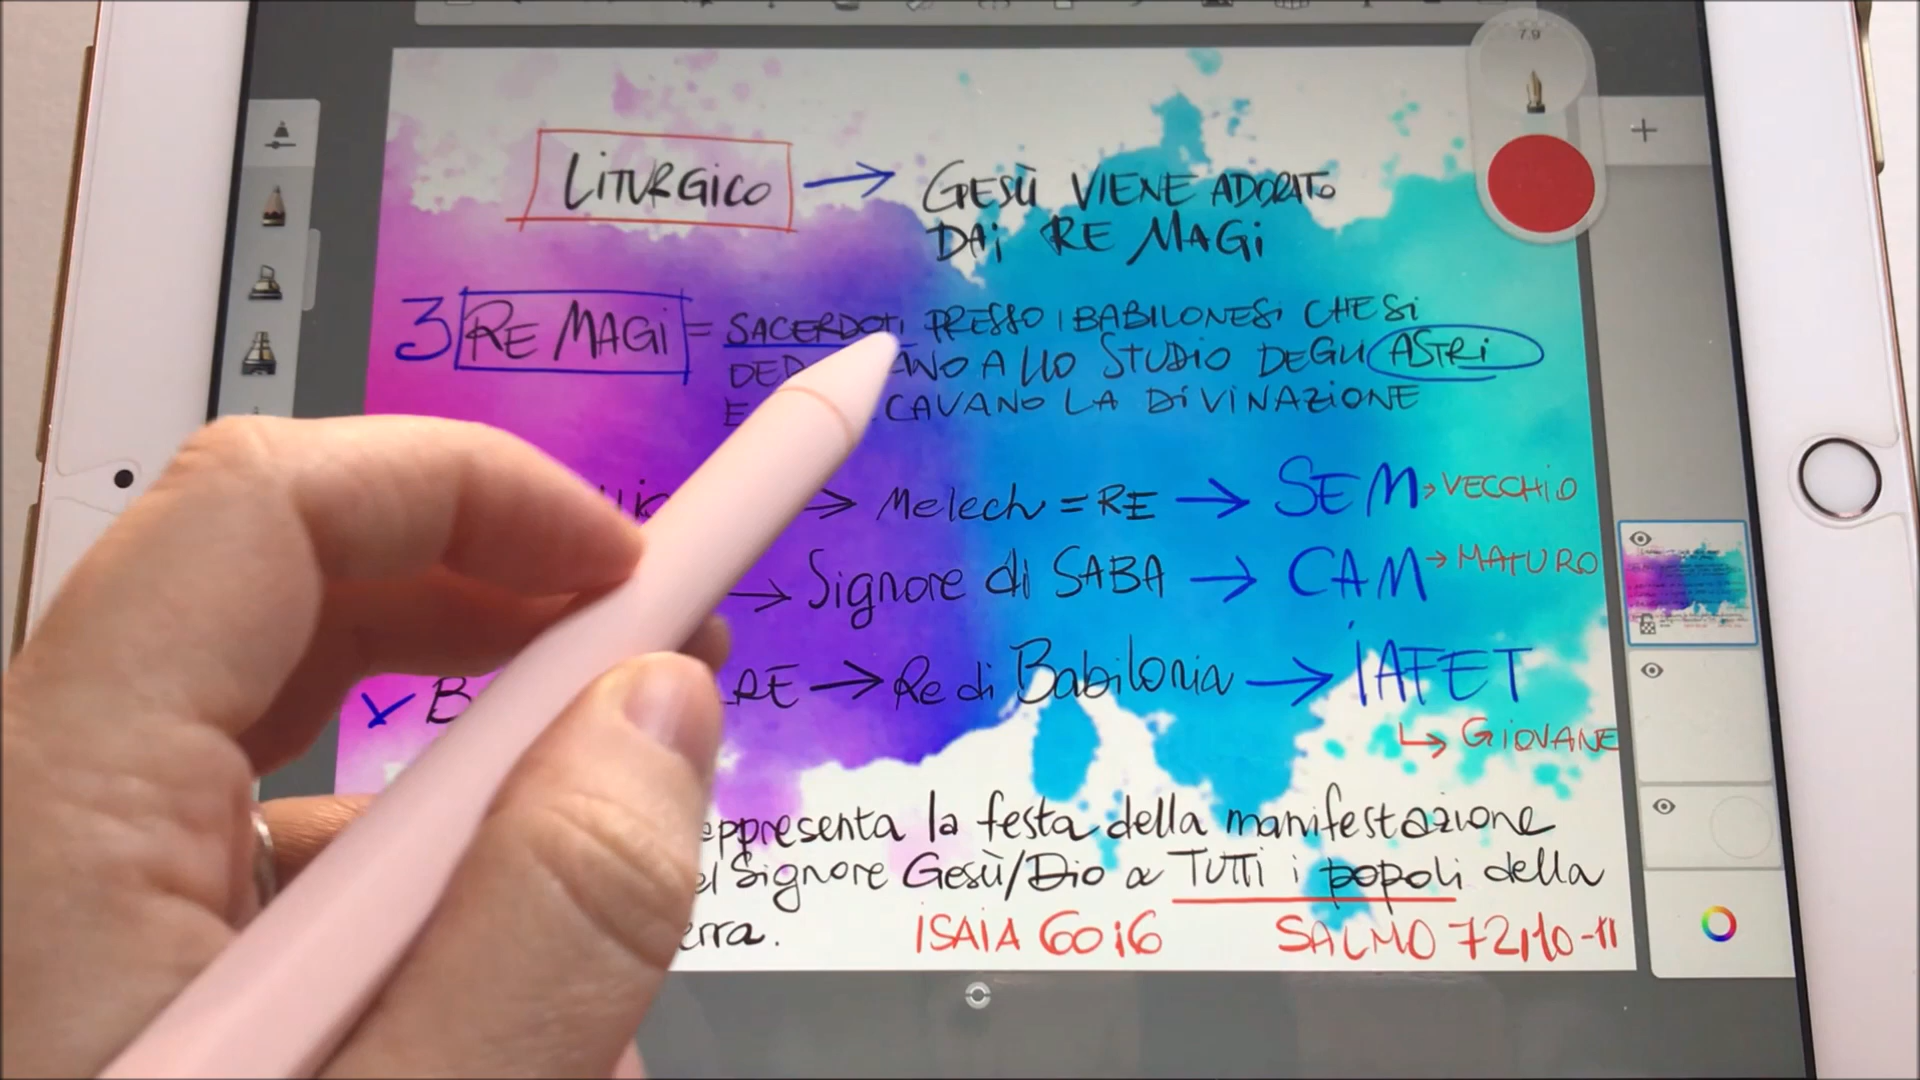 7.9
LITURGICO → GESÙ VIENE ADORATO
DAI RE MAGI
3 RE MAGI = SACERDOTI PRESSO I BABILONESI CHE SI
ANO ALLO STUDIO DEGLI ASTRI
E CAVANO LA DIVINAZIONE
→ Melech = RE → SEM → VECCHIO
→ Signore di SABA → CAM → MATURO
B RE → Re di Babilonia → IAFET
↳ GIOVANE
eppresenta la festa della manifestazione
el Signore Gesù/Dio a TUTTI i popoli della
erra. ISAIA 60;6 SALMO 72,10-11